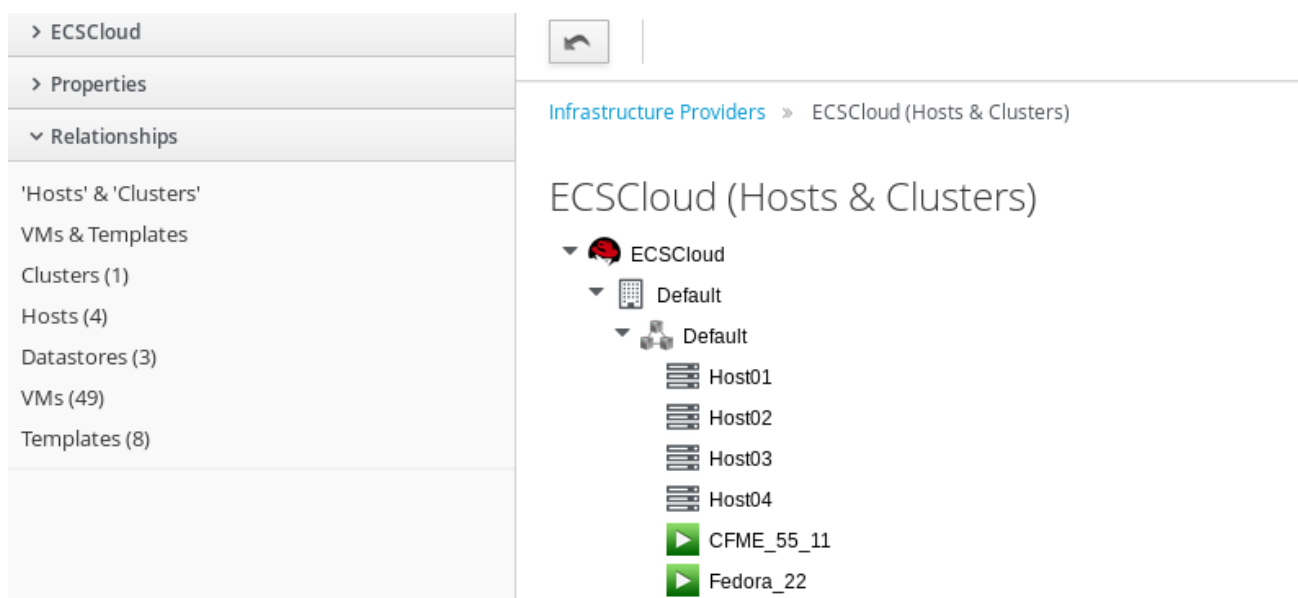 ECSCloud
Properties
Relationships
'Hosts' & 'Clusters'
VMs & Templates
Clusters (1)
Hosts (4)
Datastores (3)
VMs (49)
Templates (8)
Infrastructure Providers » ECSCloud (Hosts & Clusters)
ECSCloud (Hosts & Clusters)
ECSCloud
Default
Default
Host01
Host02
Host03
Host04
CFME_55_11
Fedora_22